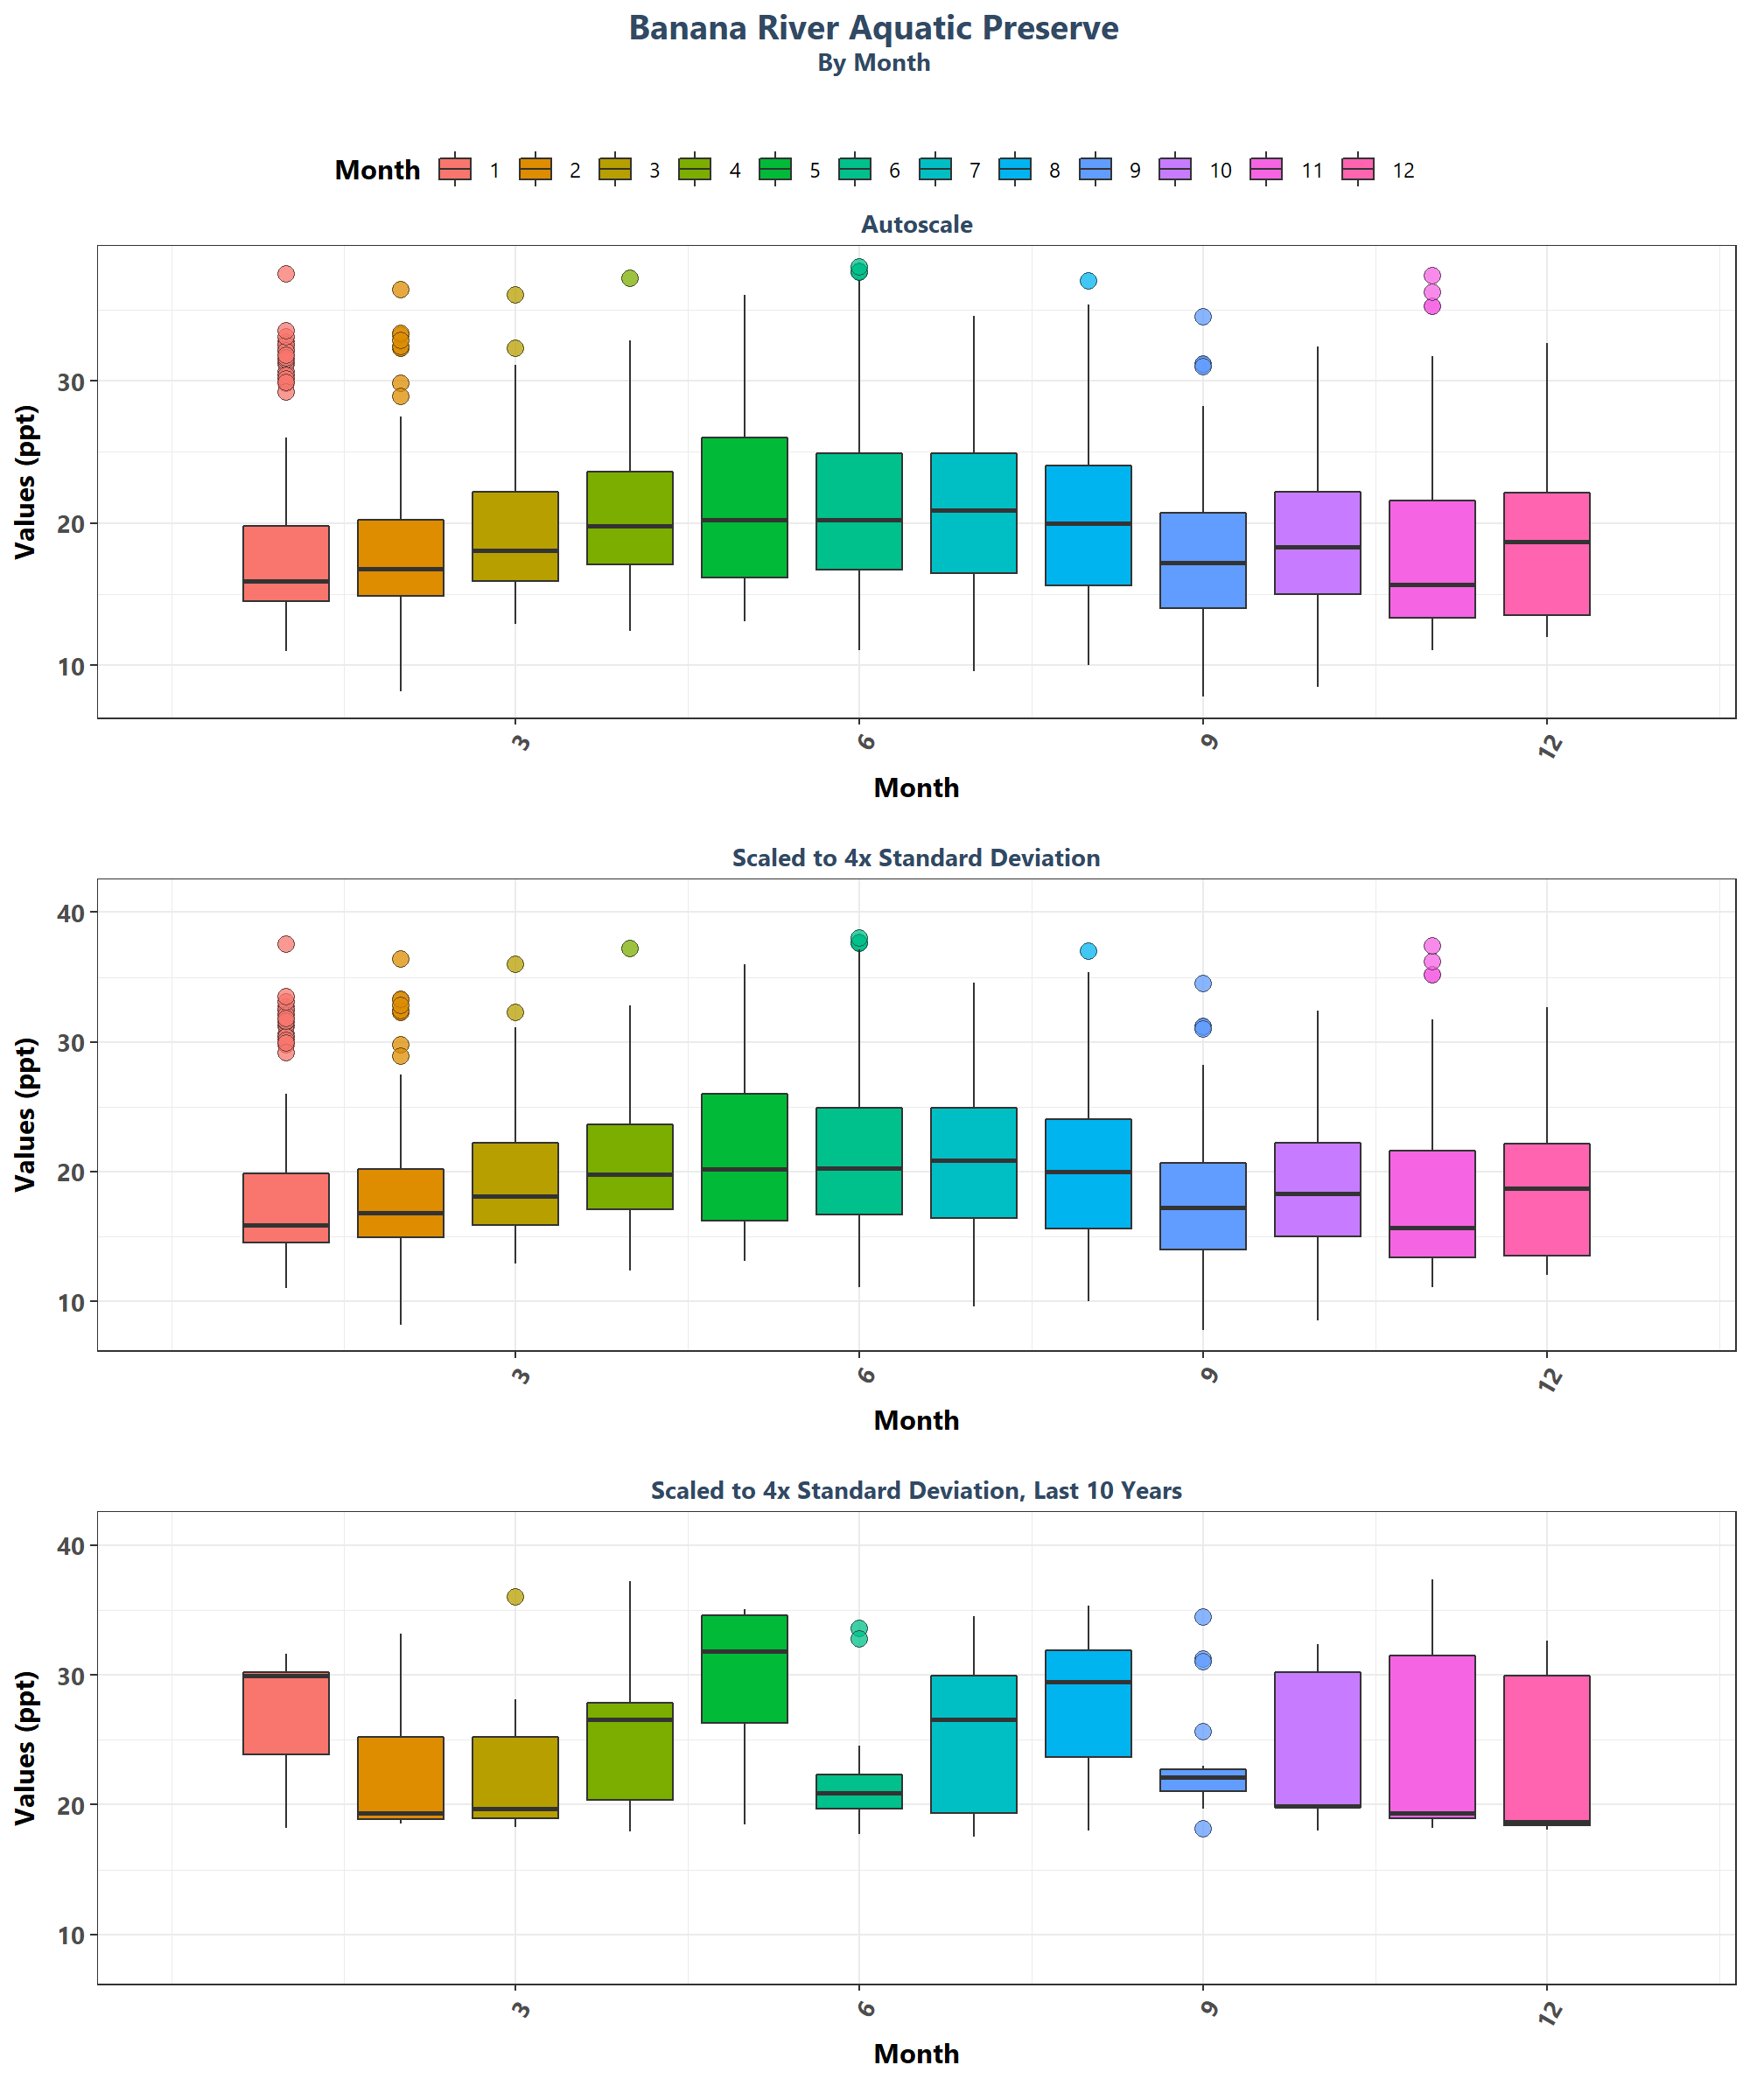 Banana River Aquatic Preserve
By Month
Month 1 2 3 4 5 6 7 8 9 10 11 12
Autoscale
Values (ppt)
30
20
10
3 6 9 12
Month
Scaled to 4x Standard Deviation
Values (ppt)
40
30
20
10
3 6 9 12
Month
Scaled to 4x Standard Deviation, Last 10 Years
Values (ppt)
40
30
20
10
3 6 9 12
Month